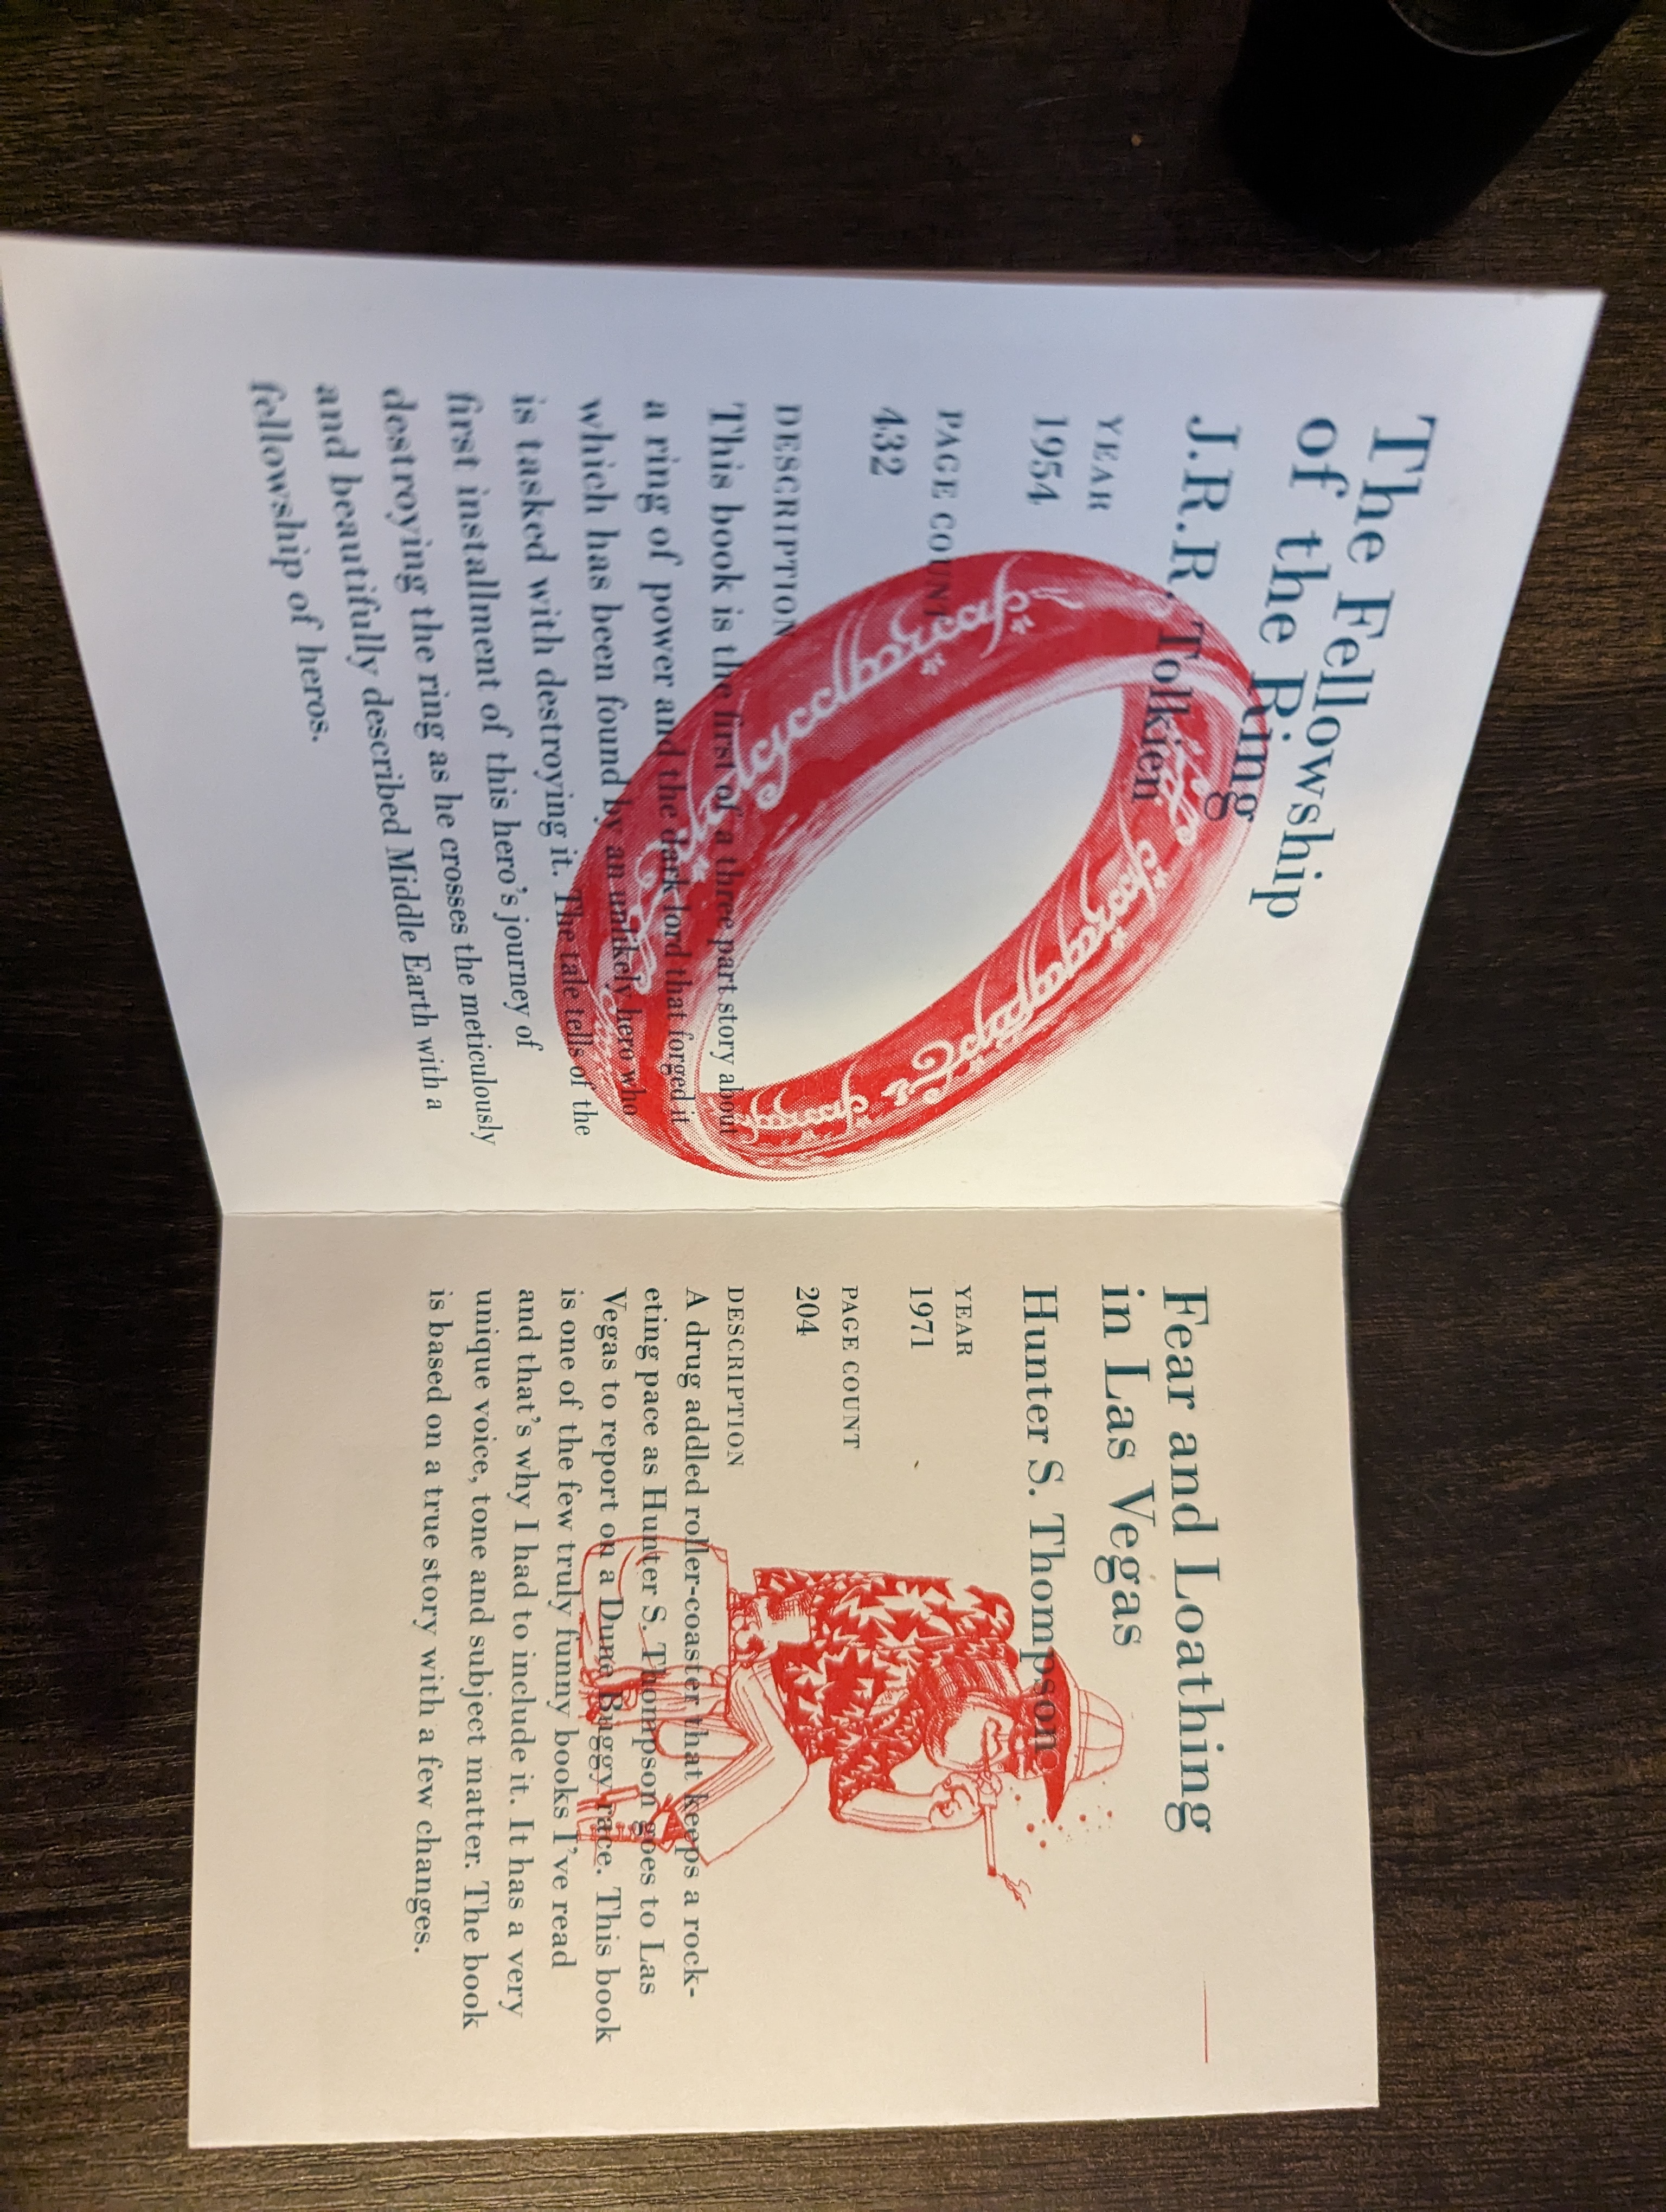 The Fellowship
of the Ring
J.R.R. Tolkien
YEAR
1954
PAGE COUNT
432
DESCRIPTION
This book is the first of a three part story about
a ring of power and the dark lord that forged it
which has been found by an unlikely hero who
is tasked with destroying it. The tale tells of the
first installment of this hero's journey of
destroying the ring as he crosses the meticulously
and beautifully described Middle Earth with a
fellowship of heros.
Fear and Loathing
in Las Vegas
Hunter S. Thompson
YEAR
1971
PAGE COUNT
204
DESCRIPTION
A drug addled roller-coaster that keeps a rock-
eting pace as Hunter S. Thompson goes to Las
Vegas to report on a Dune Buggy race. This book
is one of the few truly funny books I've read
and that's why I had to include it. It has a very
unique voice, tone and subject matter. The book
is based on a true story with a few changes.